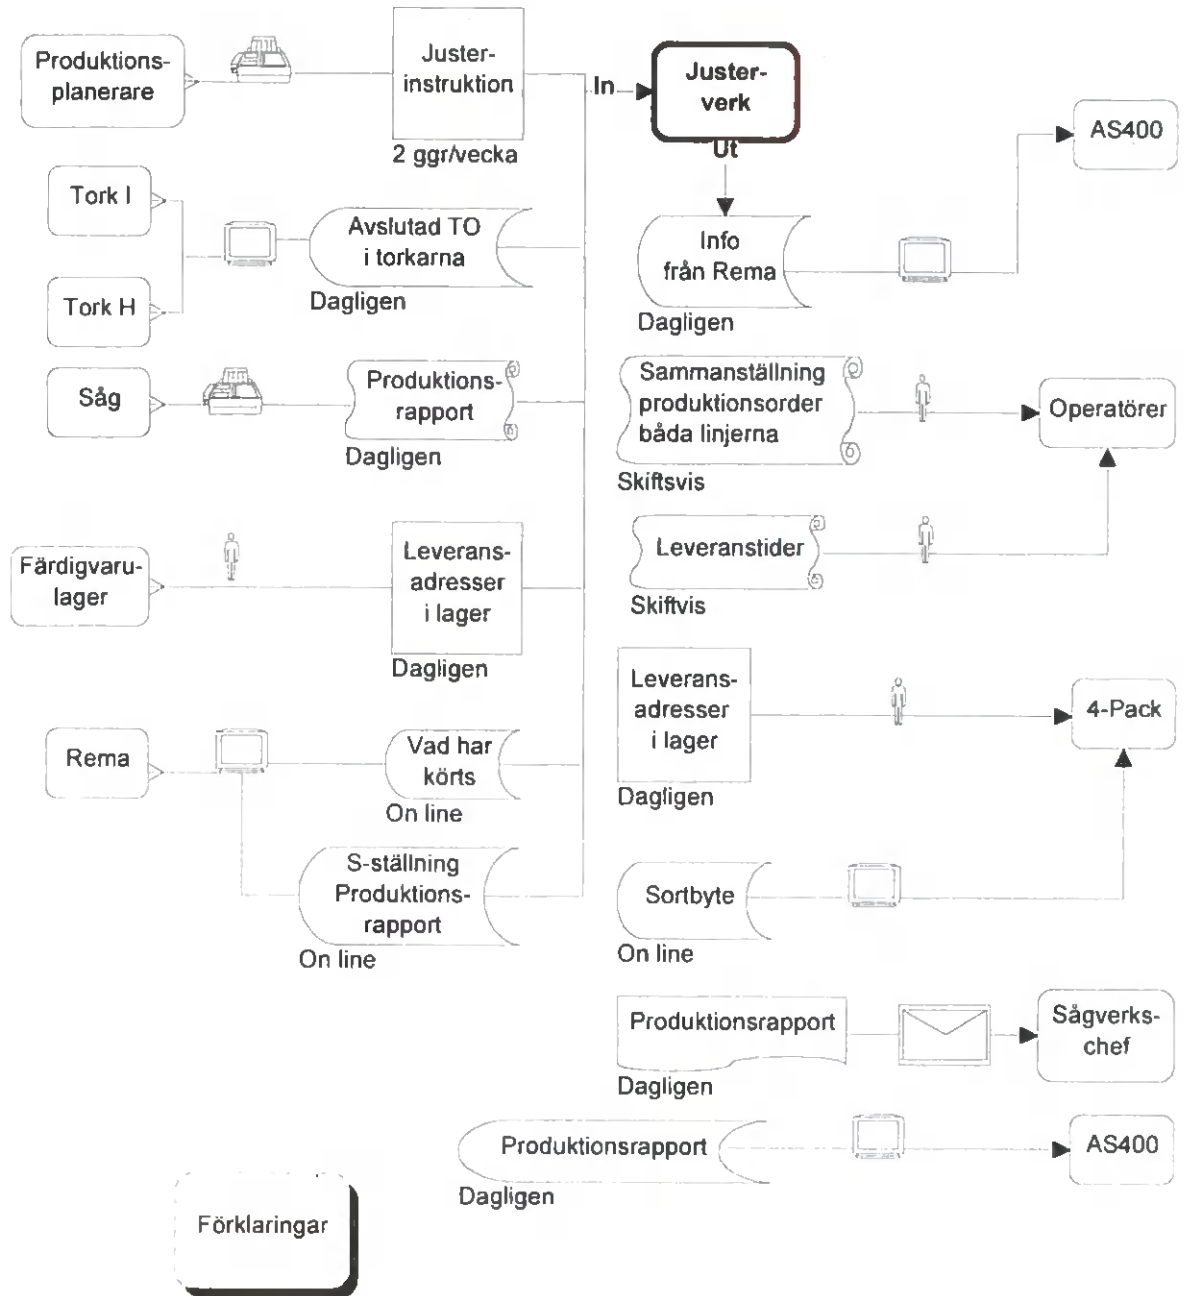 Produktions-
planerare
Juster-
instruktion
2 ggr/vecka
In
Juster-
verk
Ut
AS400
Tork I
Tork H
Avslutad TO
i torkarna
Dagligen
Info
från Rema
Dagligen
Såg
Produktions-
rapport
Dagligen
Sammanställning
produktionsorder
båda linjerna
Skiftsvis
Operatörer
Färdigvaru-
lager
Leverans-
adresser
i lager
Dagligen
Leveranstider
Skiftvis
Leverans-
adresser
i lager
Dagligen
4-Pack
Rema
Vad har
körts
On line
S-ställning
Produktions-
rapport
On line
Sortbyte
On line
Produktionsrapport
Dagligen
Sågverks-
chef
Produktionsrapport
Dagligen
AS400
Förklaringar